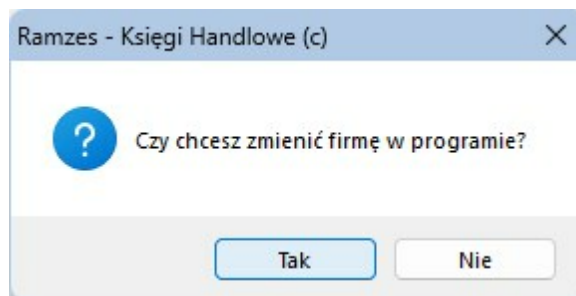 Ramzes - Księgi Handlowe (c)
Czy chcesz zmienić firmę w programie?
Tak
Nie